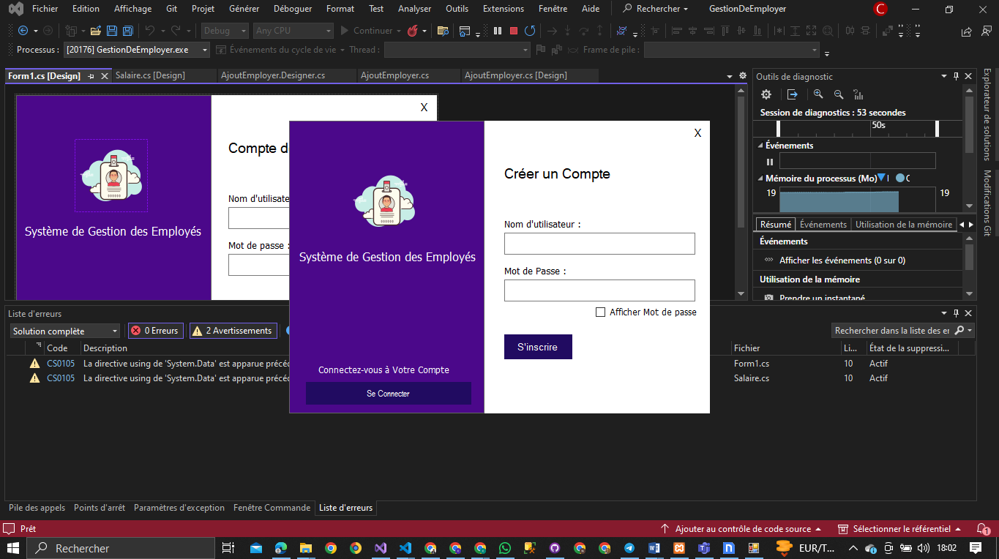 Fichier Edition Affichage Git Projet Générer Déboguer Format Test Analyser Outils Extensions Fenêtre Aide Rechercher GestionDeEmployer C
Debug Any CPU Continuer
Processus : [20176] GestionDeEmployer.exe Événements du cycle de vie Thread : Frame de pile :
Form1.cs [Design] Salaire.cs [Design] AjoutEmployer.Designer.cs AjoutEmployer.cs AjoutEmployer.cs [Design]
X
Compte d
Nom d'utilisate
Mot de passe :
Système de Gestion des Employés
X
Créer un Compte
Nom d'utilisateur :
Mot de Passe :
Afficher Mot de passe
S'inscrire
Système de Gestion des Employés
Connectez-vous à Votre Compte
Se Connecter
Outils de diagnostic
Session de diagnostics : 53 secondes
50s
Événements
Mémoire du processus (Mo)
19 19
Résumé Événements Utilisation de la mémoire
Événements
Afficher les événements (0 sur 0)
Utilisation de la mémoire
Prendre un instantané
Explorateur de solutions
Modifications Git
Liste d'erreurs
Solution complète 0 Erreurs 2 Avertissements Rechercher dans la liste des er
Code Description Fichier Li... État de la suppressi...
CS0105 La directive using de 'System.Data' est apparue précéd Form1.cs 10 Actif
CS0105 La directive using de 'System.Data' est apparue précéd Salaire.cs 10 Actif
Pile des appels Points d'arrêt Paramètres d'exception Fenêtre Commande Liste d'erreurs
Prêt Ajouter au contrôle de code source Sélectionner le référentiel 1
Rechercher EUR/T... 18:02